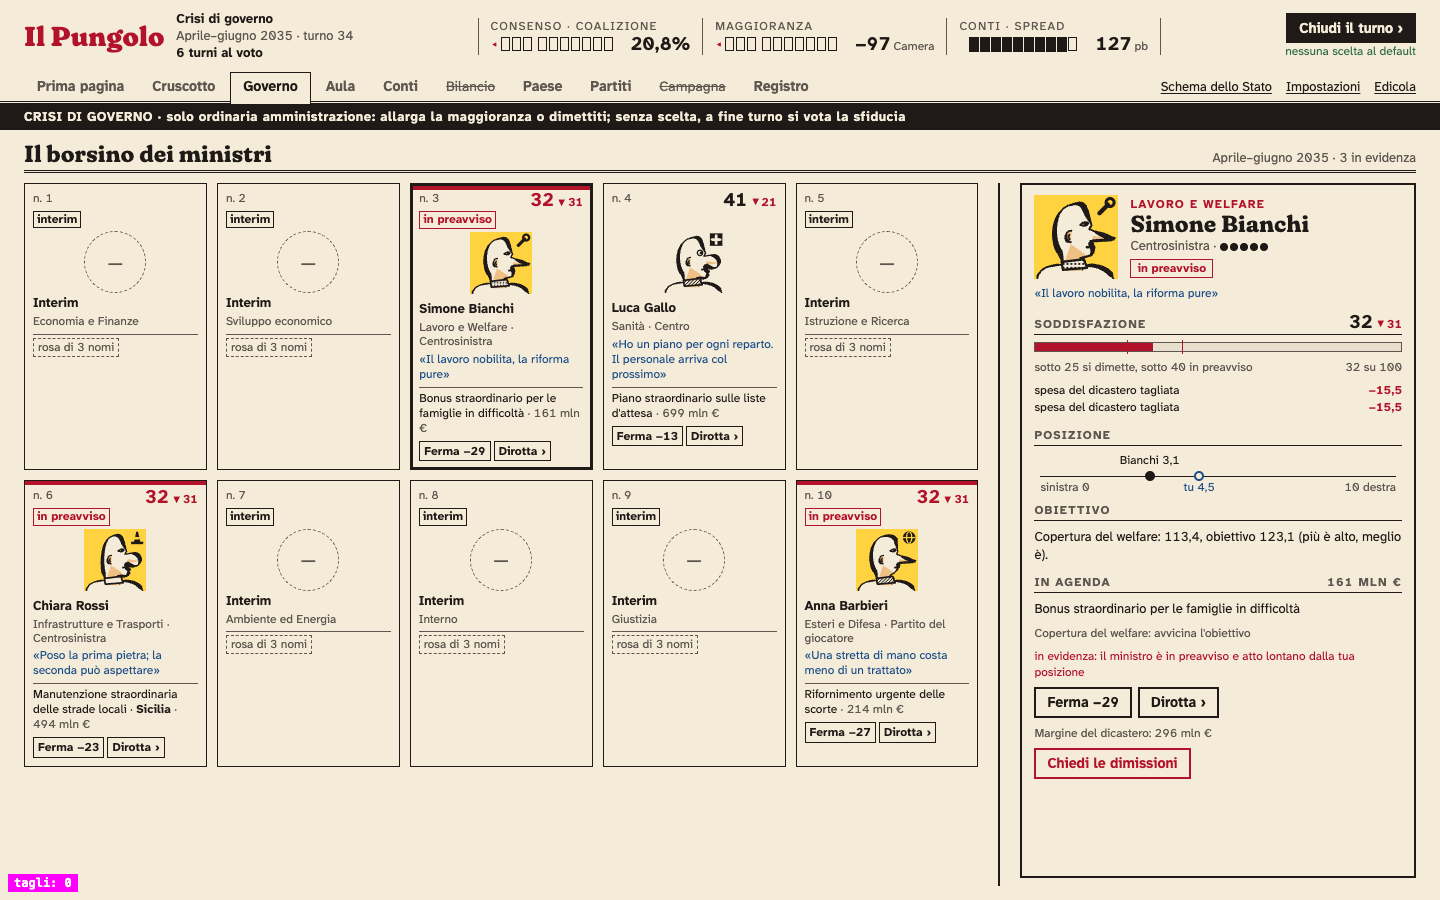 Il Pungolo
Crisi di governo
Aprile–giugno 2035 · turno 34
6 turni al voto
CONSENSO · COALIZIONE
20,8%
MAGGIORANZA
−97 Camera
CONTI · SPREAD
127 pb
Chiudi il turno ›
nessuna scelta al default
Prima pagina Cruscotto Governo Aula Conti Bilancio Paese Partiti Campagna Registro
Schema dello Stato Impostazioni Edicola
CRISI DI GOVERNO · solo ordinaria amministrazione: allarga la maggioranza o dimettiti; senza scelta, a fine turno si vota la sfiducia
Il borsino dei ministri
Aprile–giugno 2035 · 3 in evidenza
n. 1
interim
—
Interim
Economia e Finanze
rosa di 3 nomi
n. 2
interim
—
Interim
Sviluppo economico
rosa di 3 nomi
n. 3
32 ▼ 31
in preavviso
Simone Bianchi
Lavoro e Welfare ·
Centrosinistra
«Il lavoro nobilita, la riforma
pure»
Bonus straordinario per le
famiglie in difficoltà · 161 mln
€
Ferma −29 Dirotta ›
n. 4
41 ▼ 21
Luca Gallo
Sanità · Centro
«Ho un piano per ogni reparto.
Il personale arriva col
prossimo»
Piano straordinario sulle liste
d'attesa · 699 mln €
Ferma −13 Dirotta ›
n. 5
interim
—
Interim
Istruzione e Ricerca
rosa di 3 nomi
n. 6
32 ▼ 31
in preavviso
Chiara Rossi
Infrastrutture e Trasporti ·
Centrosinistra
«Poso la prima pietra; la
seconda può aspettare»
Manutenzione straordinaria
delle strade locali · Sicilia ·
494 mln €
Ferma −23 Dirotta ›
n. 7
interim
—
Interim
Ambiente ed Energia
rosa di 3 nomi
n. 8
interim
—
Interim
Interno
rosa di 3 nomi
n. 9
interim
—
Interim
Giustizia
rosa di 3 nomi
n. 10
32 ▼ 31
in preavviso
Anna Barbieri
Esteri e Difesa · Partito del
giocatore
«Una stretta di mano costa
meno di un trattato»
Rifornimento urgente delle
scorte · 214 mln €
Ferma −27 Dirotta ›
LAVORO E WELFARE
Simone Bianchi
Centrosinistra · ●●●●●
in preavviso
«Il lavoro nobilita, la riforma pure»
SODDISFAZIONE 32 ▼ 31
sotto 25 si dimette, sotto 40 in preavviso 32 su 100
spesa del dicastero tagliata −15,5
spesa del dicastero tagliata −15,5
POSIZIONE
Bianchi 3,1
sinistra 0 tu 4,5 10 destra
OBIETTIVO
Copertura del welfare: 113,4, obiettivo 123,1 (più è alto, meglio
è).
IN AGENDA 161 MLN €
Bonus straordinario per le famiglie in difficoltà
Copertura del welfare: avvicina l'obiettivo
in evidenza: il ministro è in preavviso e atto lontano dalla tua
posizione
Ferma −29 Dirotta ›
Margine del dicastero: 296 mln €
Chiedi le dimissioni
tagli: 0